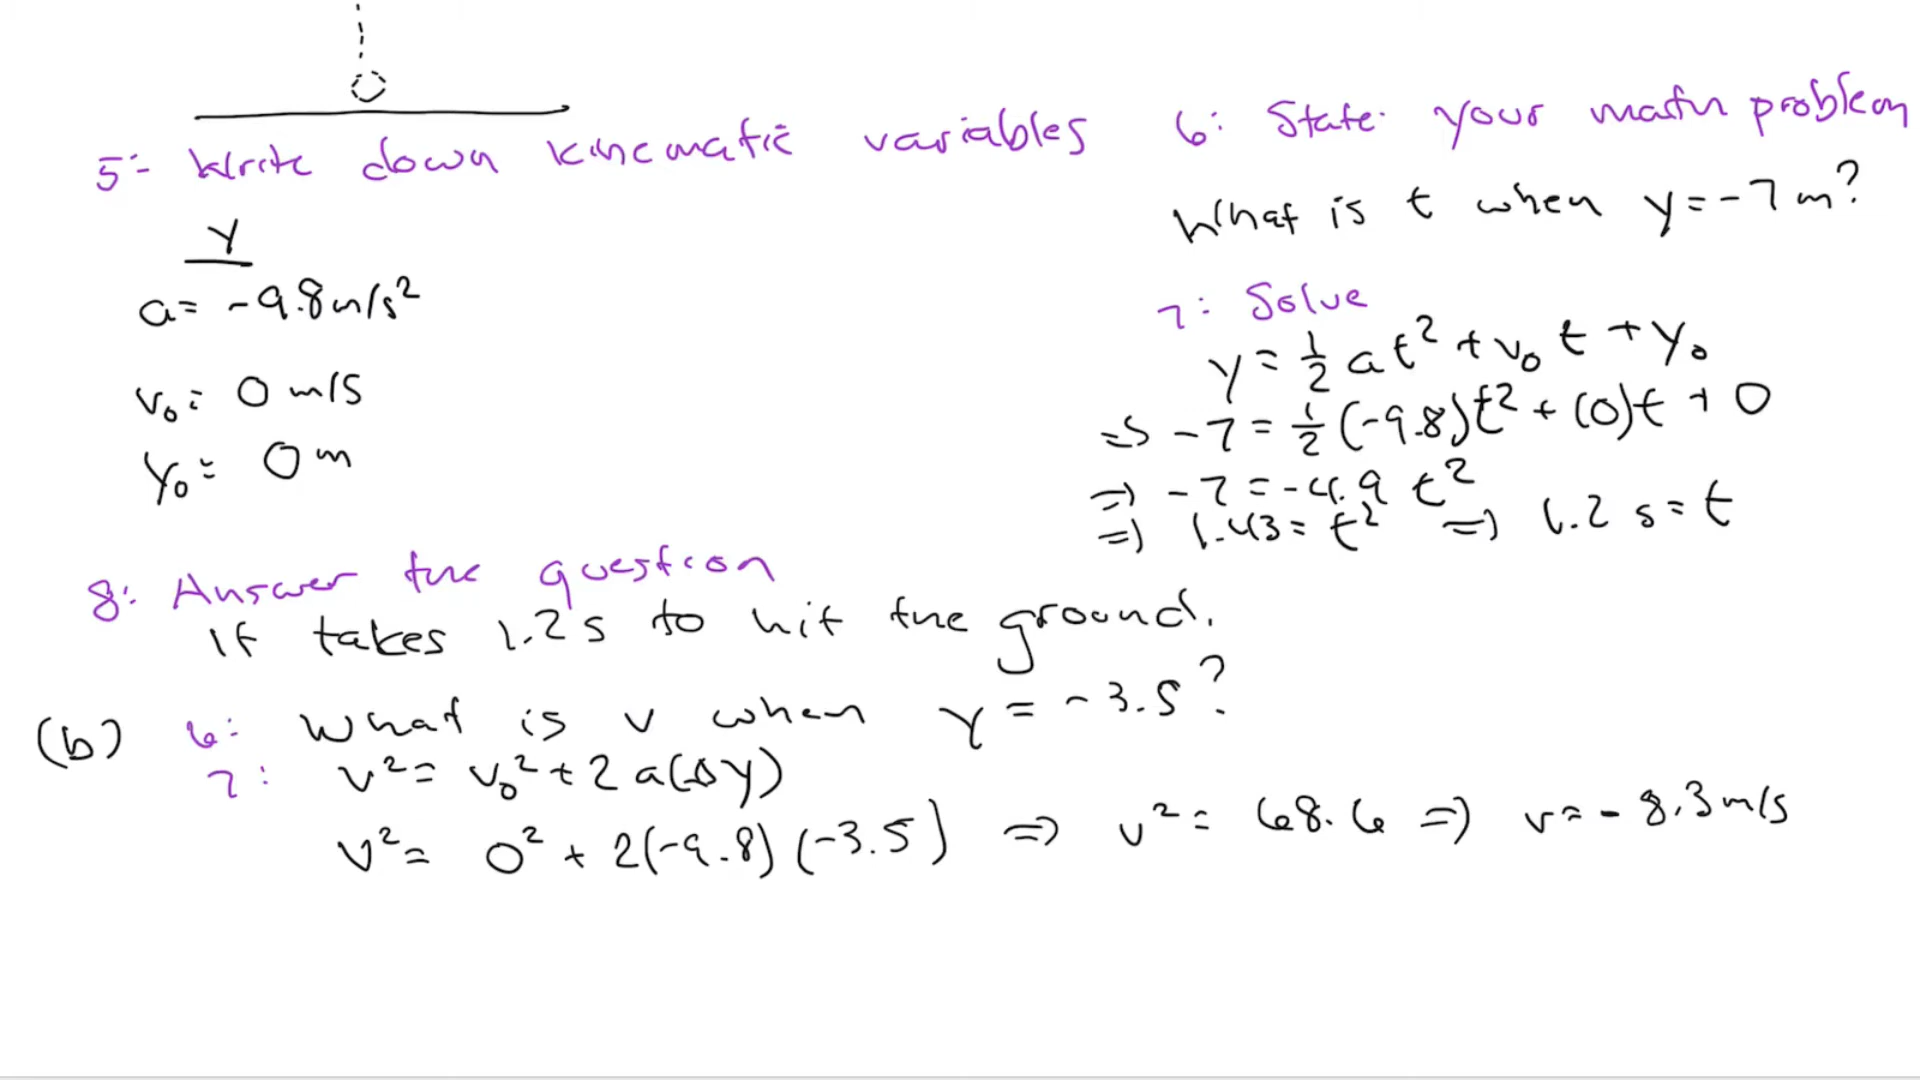 5: Write down kinematic variables
y
a = -9.8 m/s²
v₀ = 0 m/s
y₀ = 0 m
6: State your math problem
What is t when y = -7 m?
7: Solve
y = ½ a t² + v₀ t + y₀
=> -7 = ½ (-9.8)t² + (0)t + 0
=> -7 = -4.9 t²
=> 1.43 = t² => 1.2 s = t
8: Answer the question
It takes 1.2 s to hit the ground.
(b) 6: What is v when y = -3.5?
7: v² = v₀² + 2 a(Δy)
v² = 0² + 2(-9.8)(-3.5) => v² = 68.6 => v = -8.3 m/s